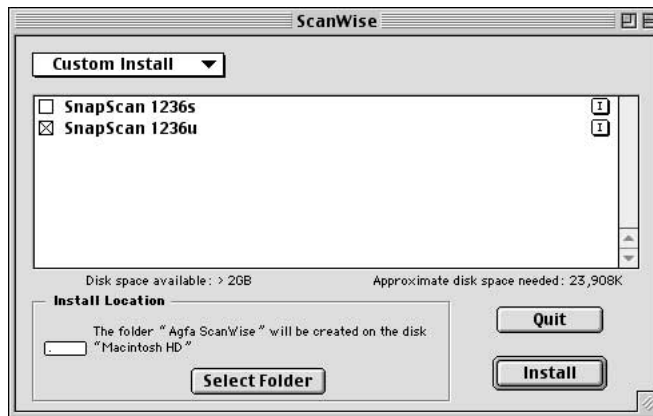 ScanWise
Custom Install
SnapScan 1236s
I
SnapScan 1236u
I
Disk space available: > 2GB
Approximate disk space needed: 23,908K
Install Location
The folder "Agfa ScanWise" will be created on the disk
"Macintosh HD"
Select Folder
Quit
Install